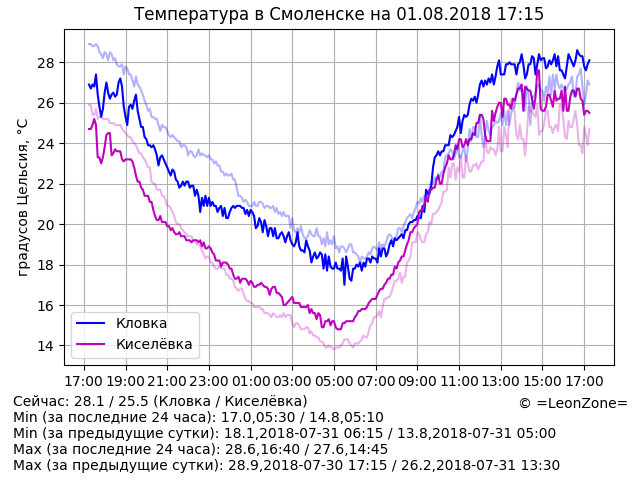 Температура в Смоленске на 01.08.2018 17:15
28
26
24
22
20
18
16
14
градусов Цельсия, °C
Кловка
Киселёвка
17:00 19:00 21:00 23:00 01:00 03:00 05:00 07:00 09:00 11:00 13:00 15:00 17:00
Сейчас: 28.1 / 25.5 (Кловка / Киселёвка)
© =LeonZone=
Min (за последние 24 часа): 17.0,05:30 / 14.8,05:10
Min (за предыдущие сутки): 18.1,2018-07-31 06:15 / 13.8,2018-07-31 05:00
Max (за последние 24 часа): 28.6,16:40 / 27.6,14:45
Max (за предыдущие сутки): 28.9,2018-07-30 17:15 / 26.2,2018-07-31 13:30